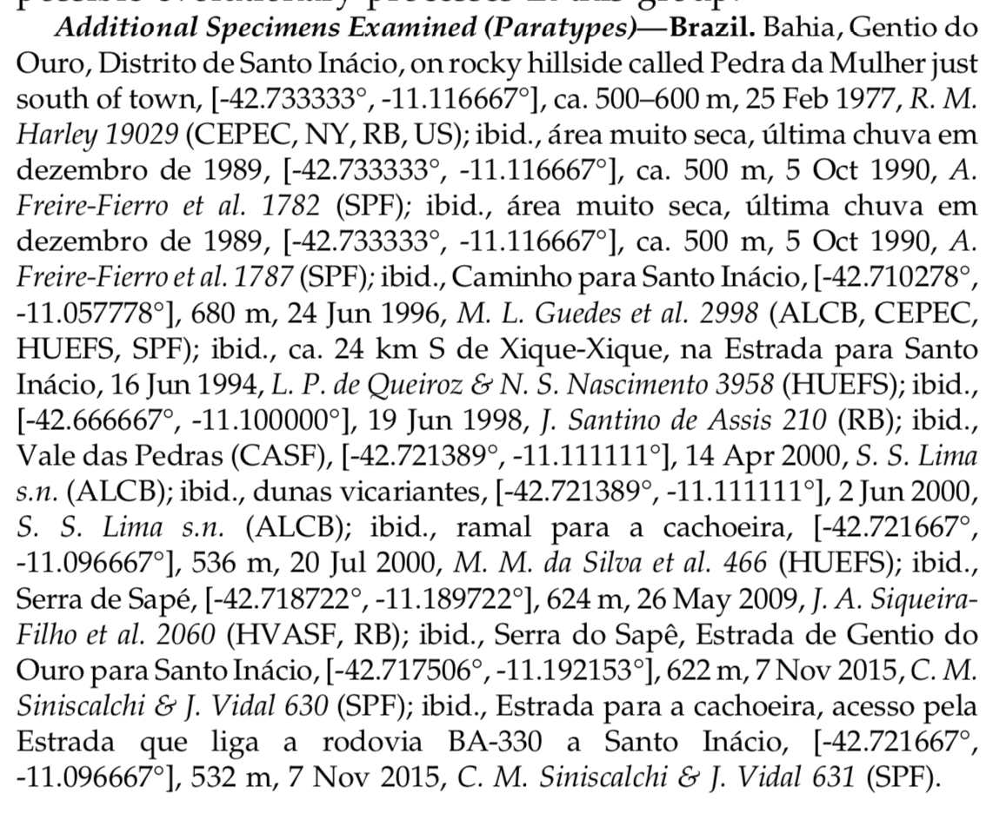 possible evolutionary processes in this group.
Additional Specimens Examined (Paratypes)—Brazil. Bahia, Gentio do
Ouro, Distrito de Santo Inácio, on rocky hillside called Pedra da Mulher just
south of town, [-42.733333°, -11.116667°], ca. 500–600 m, 25 Feb 1977, R. M.
Harley 19029 (CEPEC, NY, RB, US); ibid., área muito seca, última chuva em
dezembro de 1989, [-42.733333°, -11.116667°], ca. 500 m, 5 Oct 1990, A.
Freire-Fierro et al. 1782 (SPF); ibid., área muito seca, última chuva em
dezembro de 1989, [-42.733333°, -11.116667°], ca. 500 m, 5 Oct 1990, A.
Freire-Fierro et al. 1787 (SPF); ibid., Caminho para Santo Inácio, [-42.710278°,
-11.057778°], 680 m, 24 Jun 1996, M. L. Guedes et al. 2998 (ALCB, CEPEC,
HUEFS, SPF); ibid., ca. 24 km S de Xique-Xique, na Estrada para Santo
Inácio, 16 Jun 1994, L. P. de Queiroz & N. S. Nascimento 3958 (HUEFS); ibid.,
[-42.666667°, -11.100000°], 19 Jun 1998, J. Santino de Assis 210 (RB); ibid.,
Vale das Pedras (CASF), [-42.721389°, -11.111111°], 14 Apr 2000, S. S. Lima
s.n. (ALCB); ibid., dunas vicariantes, [-42.721389°, -11.111111°], 2 Jun 2000,
S. S. Lima s.n. (ALCB); ibid., ramal para a cachoeira, [-42.721667°,
-11.096667°], 536 m, 20 Jul 2000, M. M. da Silva et al. 466 (HUEFS); ibid.,
Serra de Sapé, [-42.718722°, -11.189722°], 624 m, 26 May 2009, J. A. Siqueira-
Filho et al. 2060 (HVASF, RB); ibid., Serra do Sapê, Estrada de Gentio do
Ouro para Santo Inácio, [-42.717506°, -11.192153°], 622 m, 7 Nov 2015, C. M.
Siniscalchi & J. Vidal 630 (SPF); ibid., Estrada para a cachoeira, acesso pela
Estrada que liga a rodovia BA-330 a Santo Inácio, [-42.721667°,
-11.096667°], 532 m, 7 Nov 2015, C. M. Siniscalchi & J. Vidal 631 (SPF).